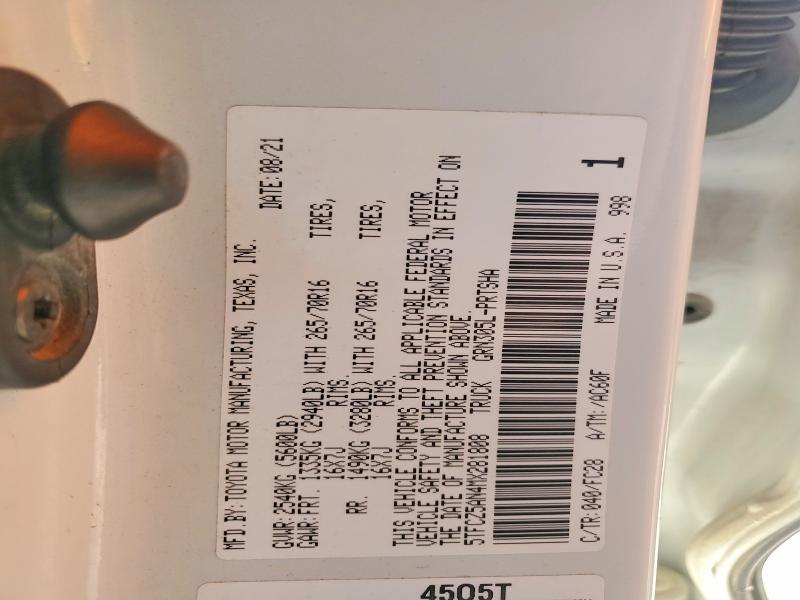 MFD.BY: TOYOTA MOTOR MANUFACTURING, TEXAS, INC.
DATE:08/21
GVWR:2540KG (5600LB)
GAWR:FRT. 1335KG (2940LB) WITH 265/70R16 TIRES,
16X7J RIMS.
RR. 1490KG (3280LB) WITH 265/70R16 TIRES,
16X7J RIMS.
THIS VEHICLE CONFORMS TO ALL APPLICABLE FEDERAL MOTOR
VEHICLE SAFETY AND THEFT PREVENTION STANDARDS IN EFFECT ON
THE DATE OF MANUFACTURE SHOWN ABOVE.
5TFCZ5AN4MX281808 TRUCK GRN305L-PRTSHA
1
C/TR:040/FC28 A/TM:/AC60F MADE IN U.S.A. 998
4505T